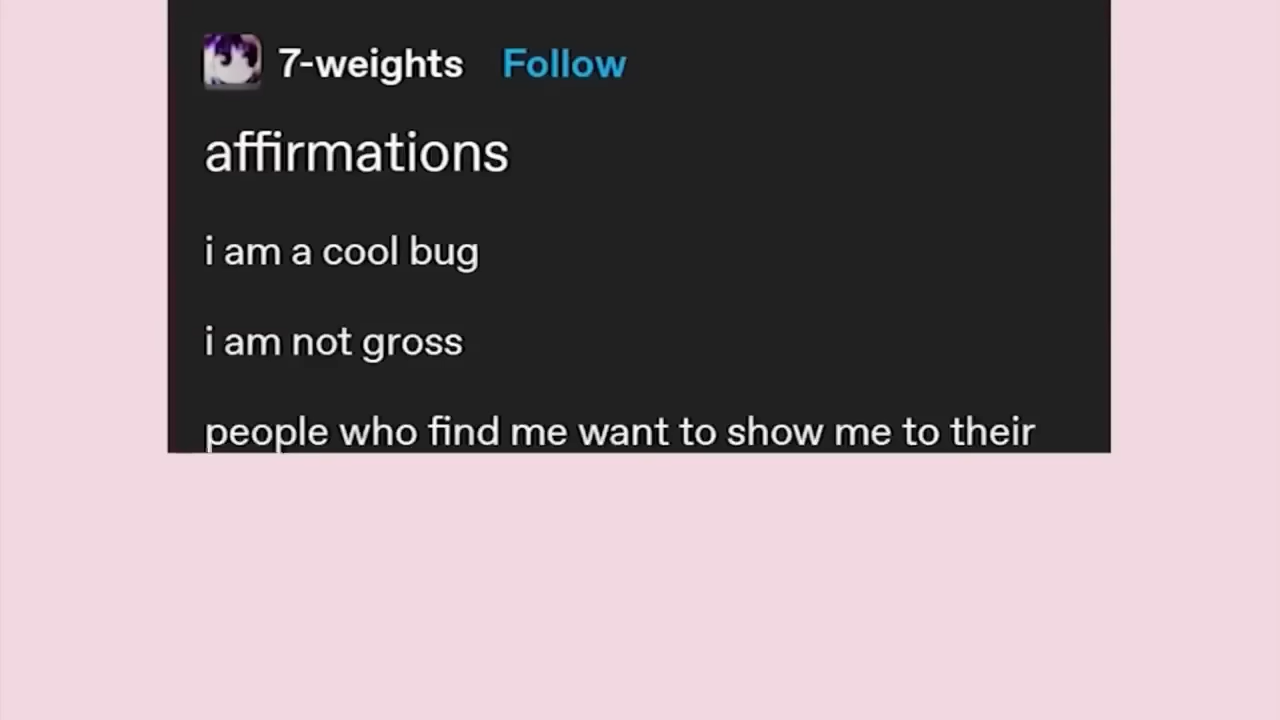 7-weights Follow
affirmations
i am a cool bug
i am not gross
people who find me want to show me to their